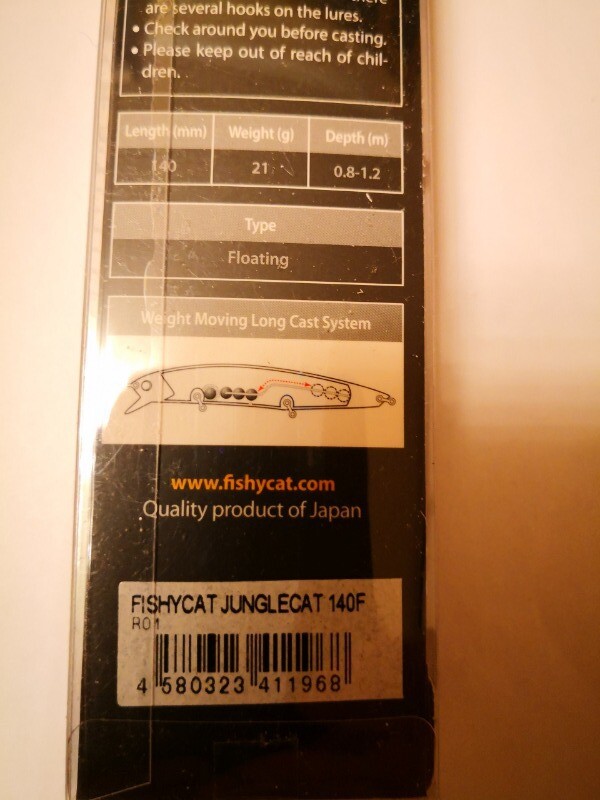 are several hooks on the lures.
• Check around you before casting.
• Please keep out of reach of chil-
dren.
Length (mm) Weight (g) Depth (m)
140 21 0.8-1.2
Type
Floating
Weight Moving Long Cast System
www.fishycat.com
Quality product of Japan
FISHYCAT JUNGLECAT 140F
R01
4 580323 411968